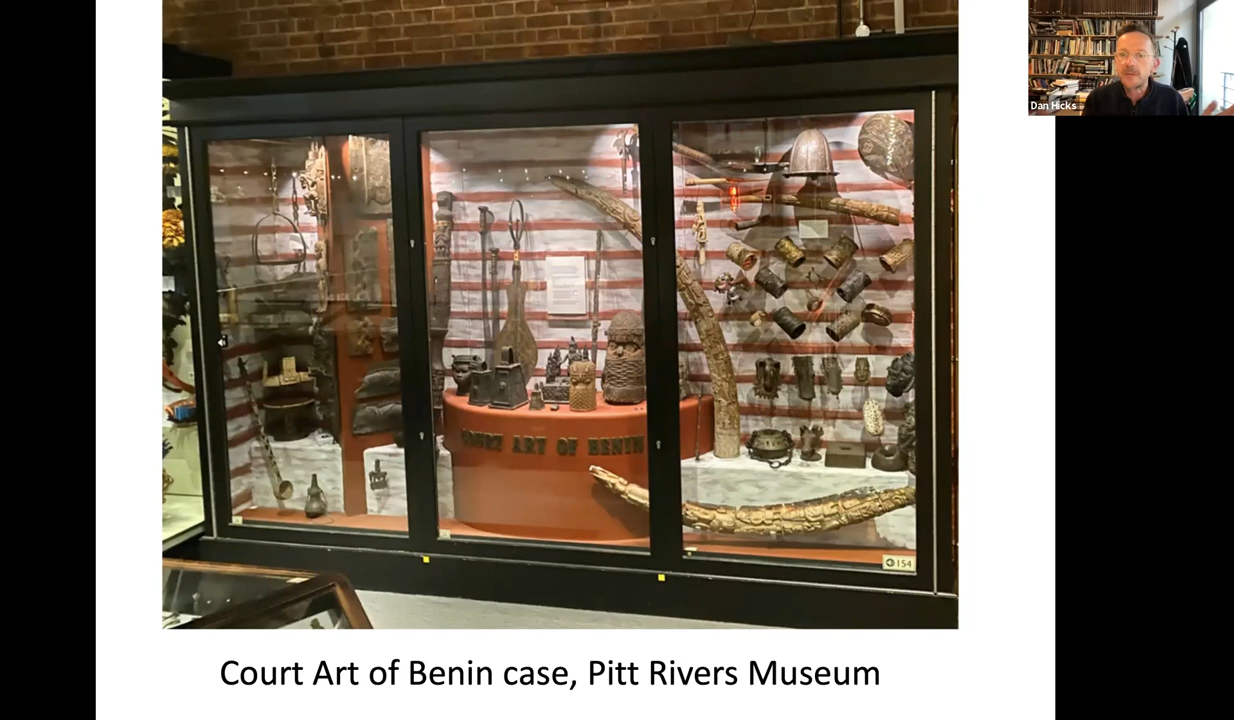 Dan Hicks
COURT ART OF BENIN
154
Court Art of Benin case, Pitt Rivers Museum